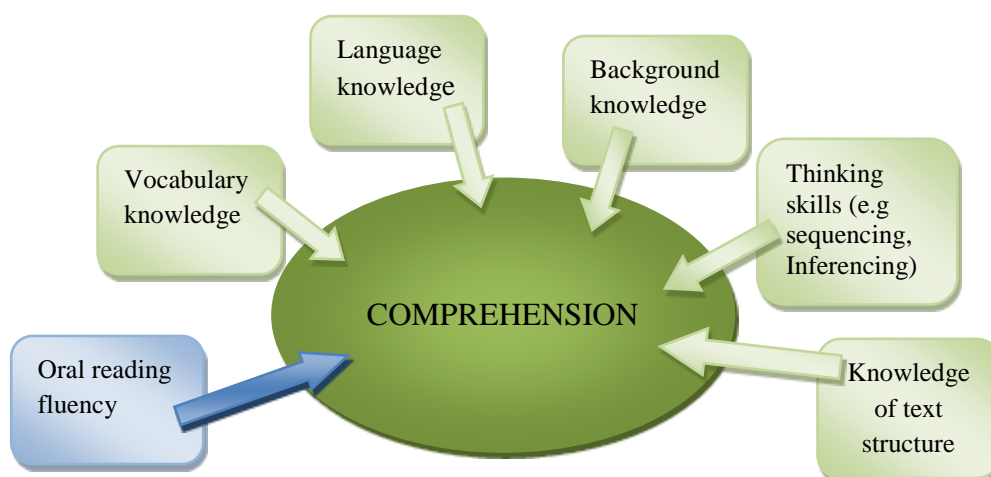 Language
knowledge
Background
knowledge
Vocabulary
knowledge
Thinking
skills (e.g
sequencing,
Inferencing)
COMPREHENSION
Oral reading
fluency
Knowledge
of text
structure